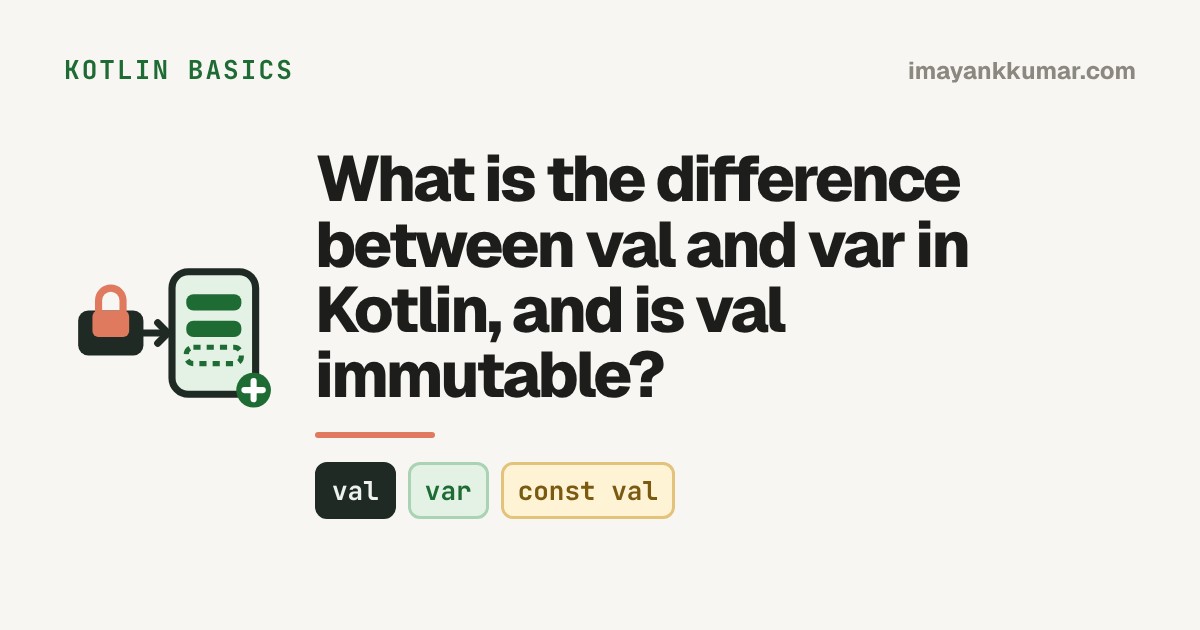 KOTLIN BASICS
imayankkumar.com
What is the difference
between val and var in
Kotlin, and is val
immutable?
val
var
const val